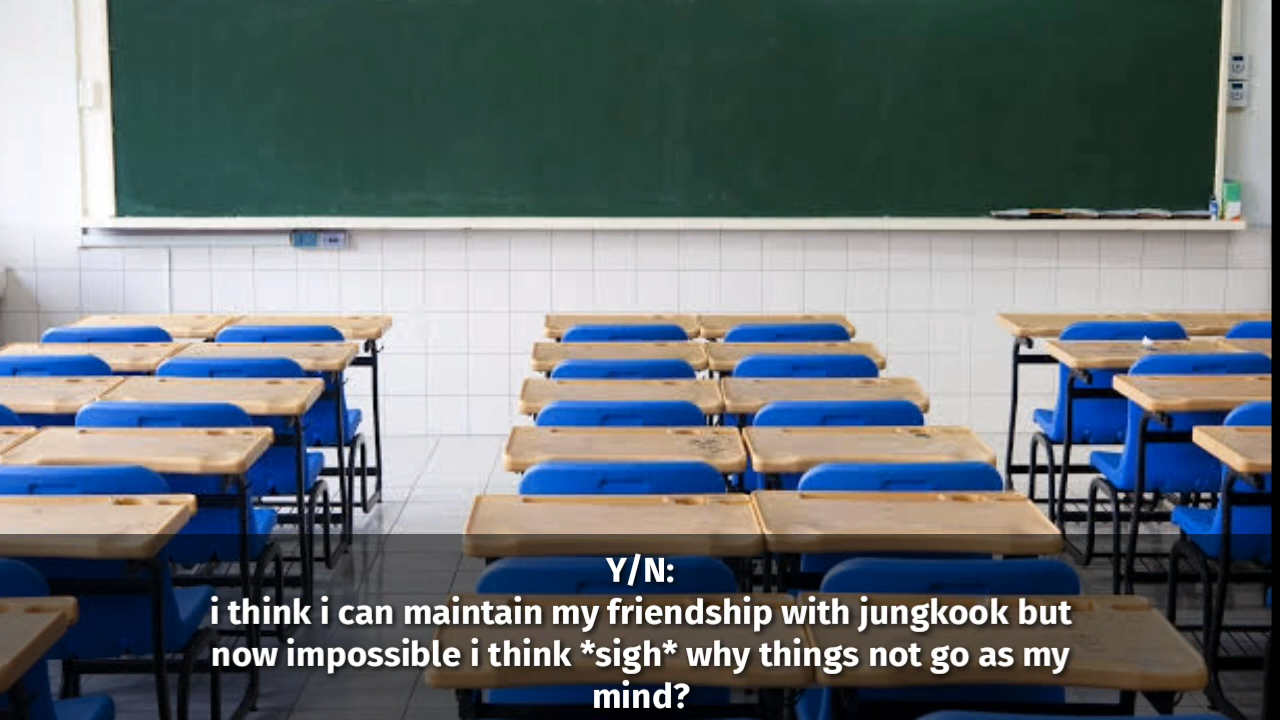 Y/N:
i think i can maintain my friendship with jungkook but
now impossible i think *sigh* why things not go as my
mind?